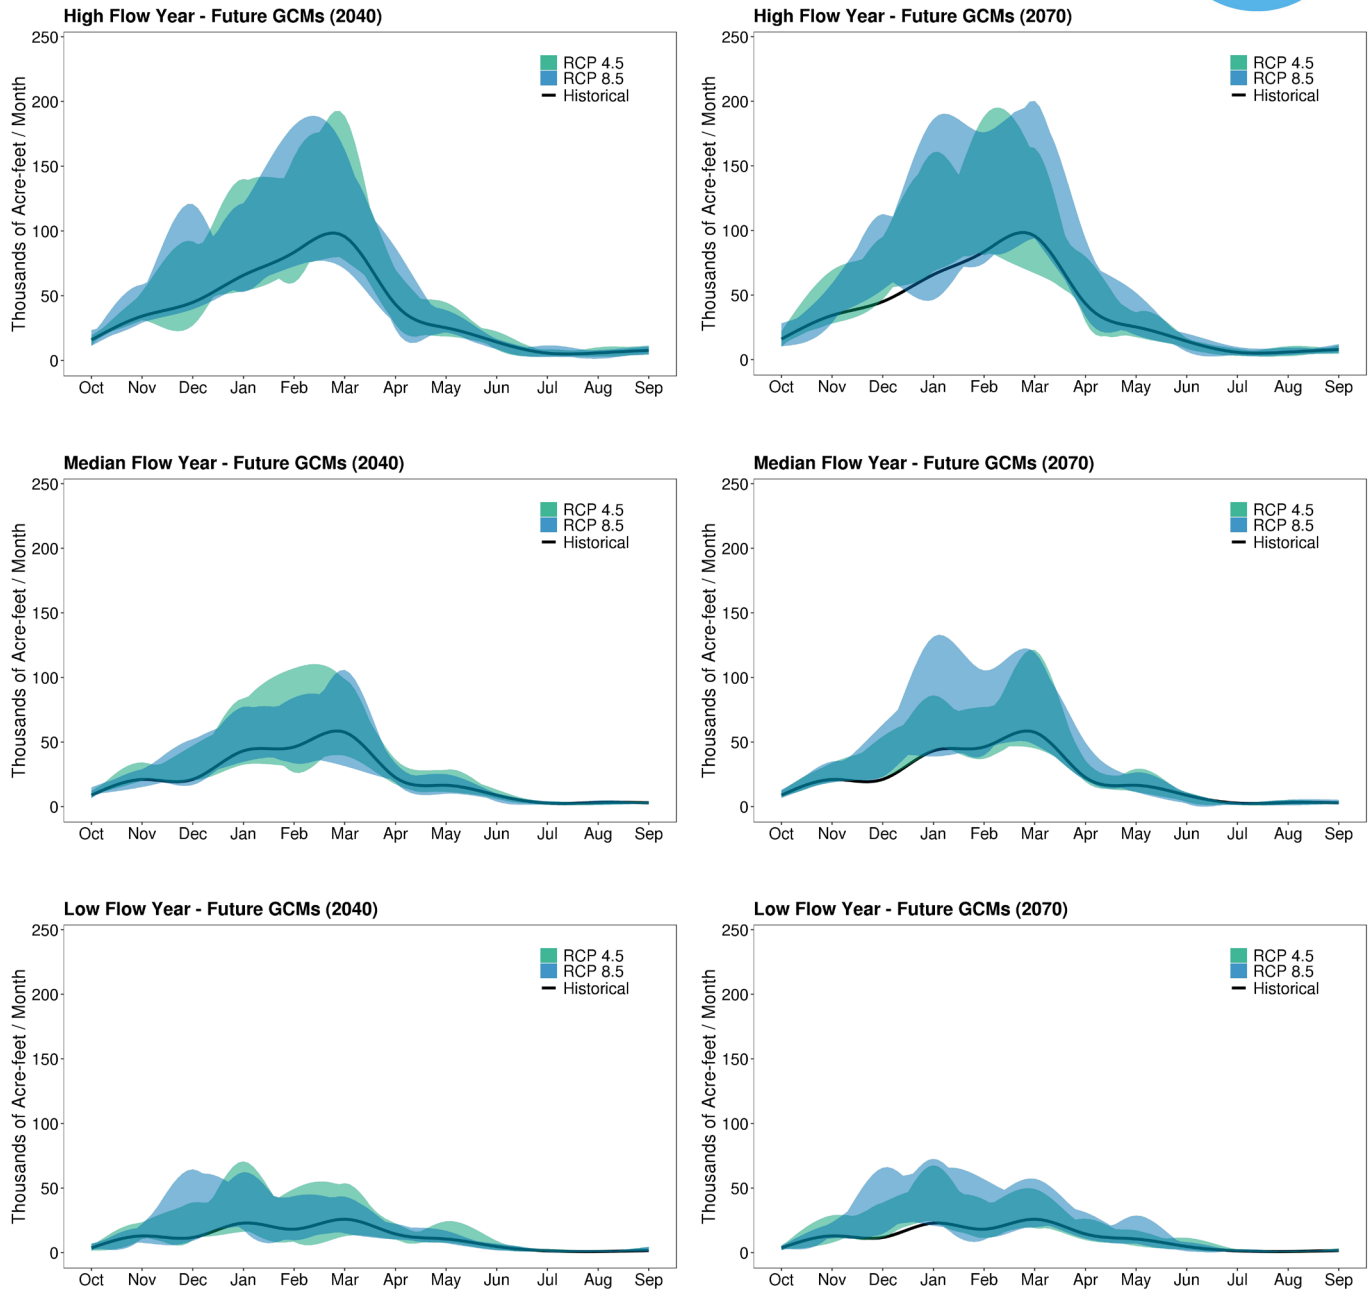 High Flow Year - Future GCMs (2040)
250
200
150
100
50
0
Thousands of Acre-feet / Month
RCP 4.5
RCP 8.5
Historical
Oct Nov Dec Jan Feb Mar Apr May Jun Jul Aug Sep
High Flow Year - Future GCMs (2070)
250
200
150
100
50
0
Thousands of Acre-feet / Month
RCP 4.5
RCP 8.5
Historical
Oct Nov Dec Jan Feb Mar Apr May Jun Jul Aug Sep
Median Flow Year - Future GCMs (2040)
250
200
150
100
50
0
Thousands of Acre-feet / Month
RCP 4.5
RCP 8.5
Historical
Oct Nov Dec Jan Feb Mar Apr May Jun Jul Aug Sep
Median Flow Year - Future GCMs (2070)
250
200
150
100
50
0
Thousands of Acre-feet / Month
RCP 4.5
RCP 8.5
Historical
Oct Nov Dec Jan Feb Mar Apr May Jun Jul Aug Sep
Low Flow Year - Future GCMs (2040)
250
200
150
100
50
0
Thousands of Acre-feet / Month
RCP 4.5
RCP 8.5
Historical
Oct Nov Dec Jan Feb Mar Apr May Jun Jul Aug Sep
Low Flow Year - Future GCMs (2070)
250
200
150
100
50
0
Thousands of Acre-feet / Month
RCP 4.5
RCP 8.5
Historical
Oct Nov Dec Jan Feb Mar Apr May Jun Jul Aug Sep